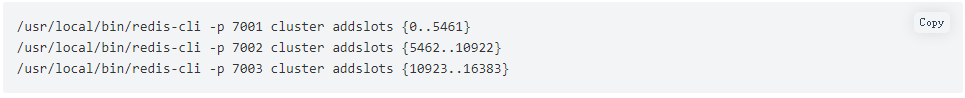 /usr/local/bin/redis-cli -p 7001 cluster addslots {0..5461}
/usr/local/bin/redis-cli -p 7002 cluster addslots {5462..10922}
/usr/local/bin/redis-cli -p 7003 cluster addslots {10923..16383}
Copy